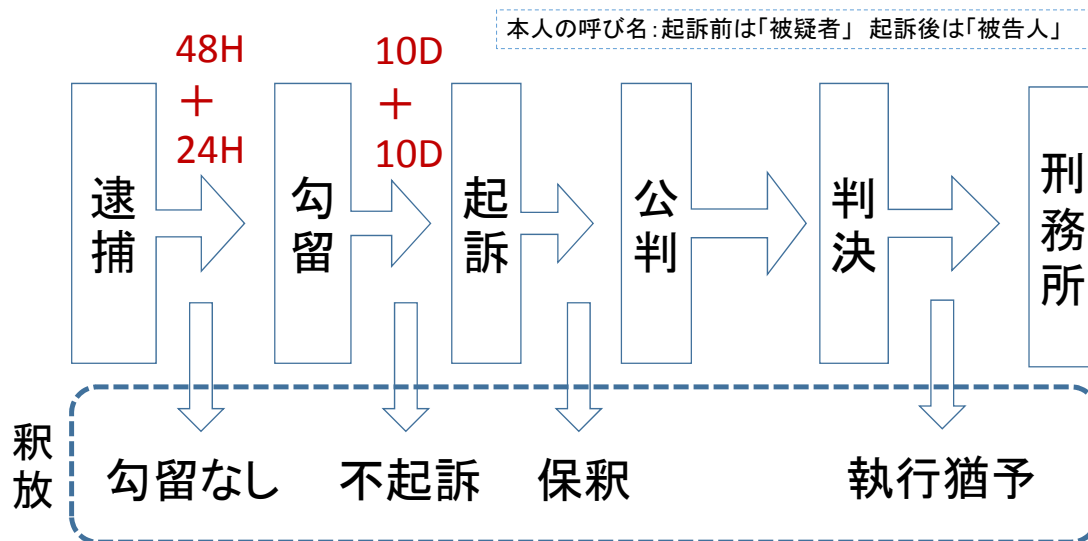 本人の呼び名:起訴前は「被疑者」 起訴後は「被告人」
48H
+
24H
10D
+
10D
逮捕
勾留
起訴
公判
判決
刑務所
釈放
勾留なし
不起訴
保釈
執行猶予